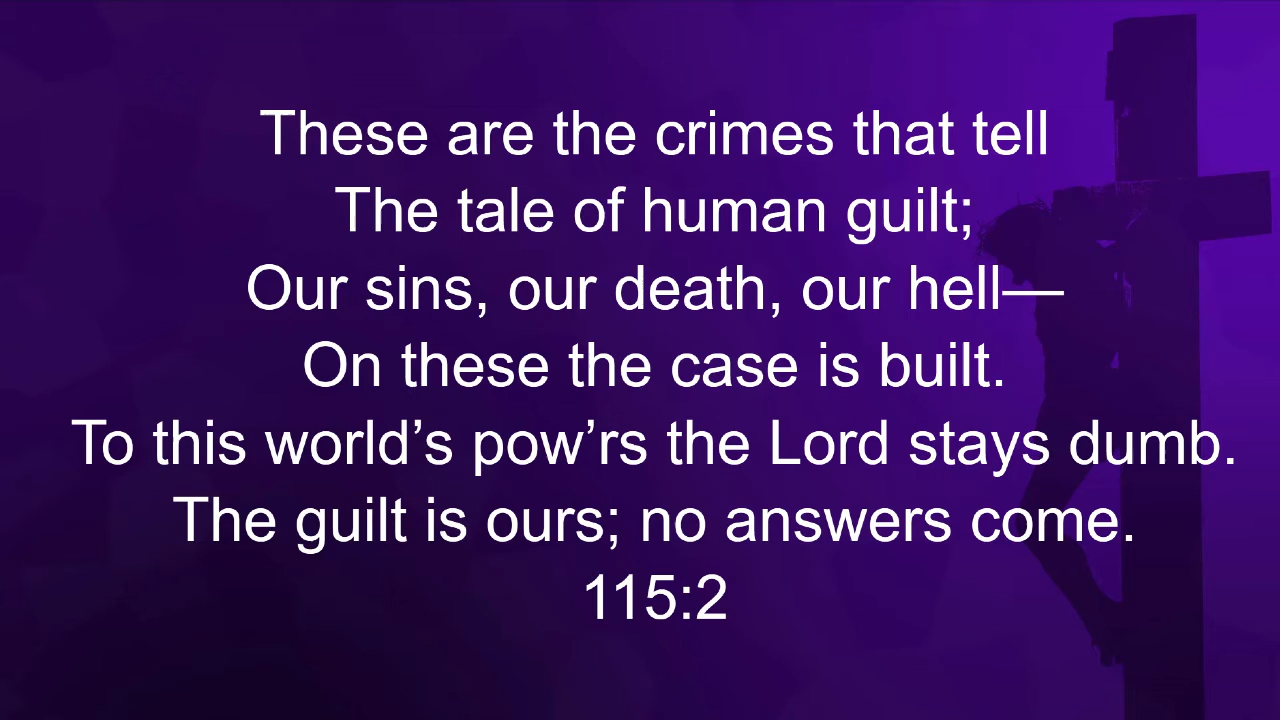 These are the crimes that tell
The tale of human guilt;
Our sins, our death, our hell—
On these the case is built.
To this world’s pow’rs the Lord stays dumb.
The guilt is ours; no answers come.
115:2